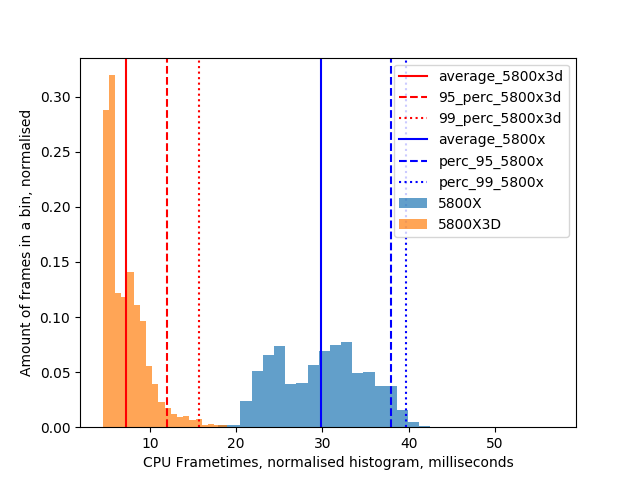 average_5800x3d
95_perc_5800x3d
99_perc_5800x3d
average_5800x
perc_95_5800x
perc_99_5800x
5800X
5800X3D
Amount of frames in a bin, normalised
0.30
0.25
0.20
0.15
0.10
0.05
0.00
10 20 30 40 50
CPU Frametimes, normalised histogram, milliseconds